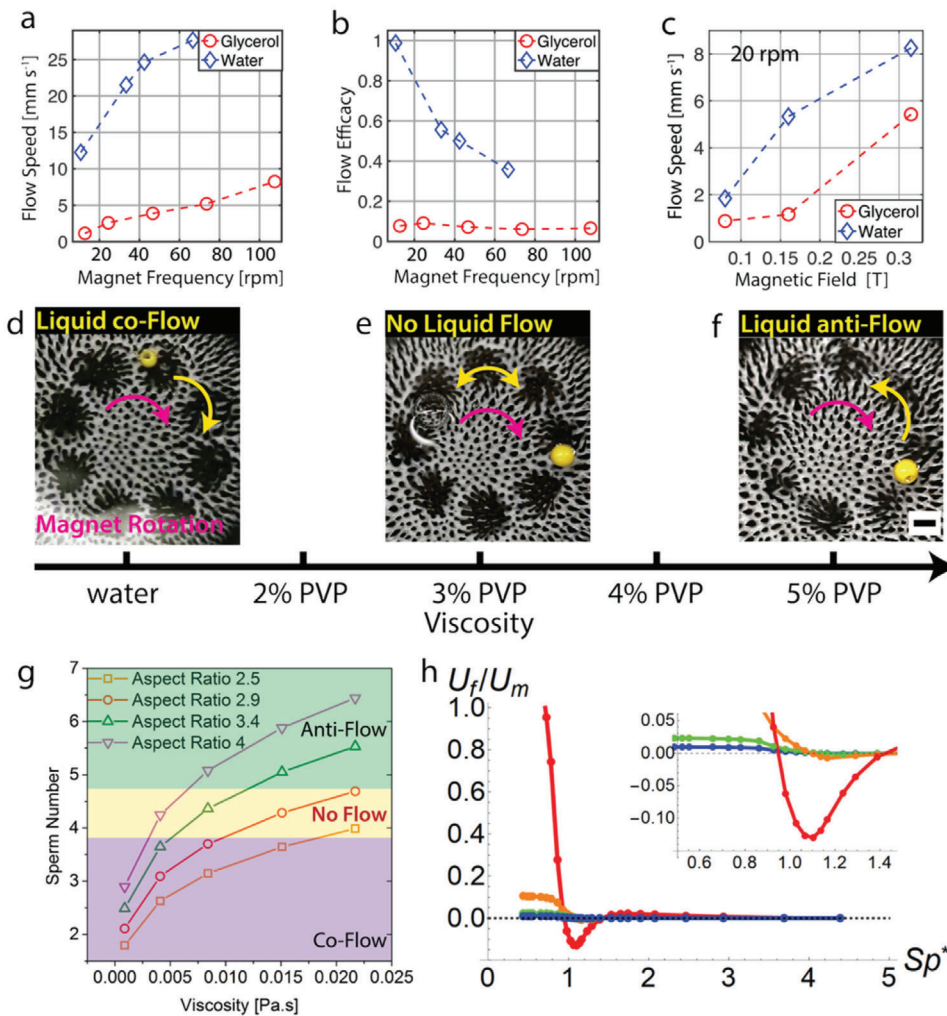 a
b
c
Flow Speed [mm s⁻¹]
25
20
15
10
5
0
Glycerol
Water
0 20 40 60 80 100
Magnet Frequency [rpm]
Flow Efficacy
1
0.8
0.6
0.4
0.2
0
Glycerol
Water
0 20 40 60 80 100
Magnet Frequency [rpm]
Flow Speed [mm s⁻¹]
8
6
4
2
0
20 rpm
Glycerol
Water
0.1 0.15 0.2 0.25 0.3
Magnetic Field [T]
d
Liquid co-Flow
Magnet Rotation
e
No Liquid Flow
f
Liquid anti-Flow
water 2% PVP 3% PVP 4% PVP 5% PVP
Viscosity
g
Sperm Number
7
6
5
4
3
2
Aspect Ratio 2.5
Aspect Ratio 2.9
Aspect Ratio 3.4
Aspect Ratio 4
Anti-Flow
No Flow
Co-Flow
0.000 0.005 0.010 0.015 0.020 0.025
Viscosity [Pa.s]
h
U_f/U_m
1.0
0.8
0.6
0.4
0.2
0.0
0 1 2 3 4 5
Sp*
0.05
0.00
−0.05
−0.10
0.6 0.8 1.0 1.2 1.4